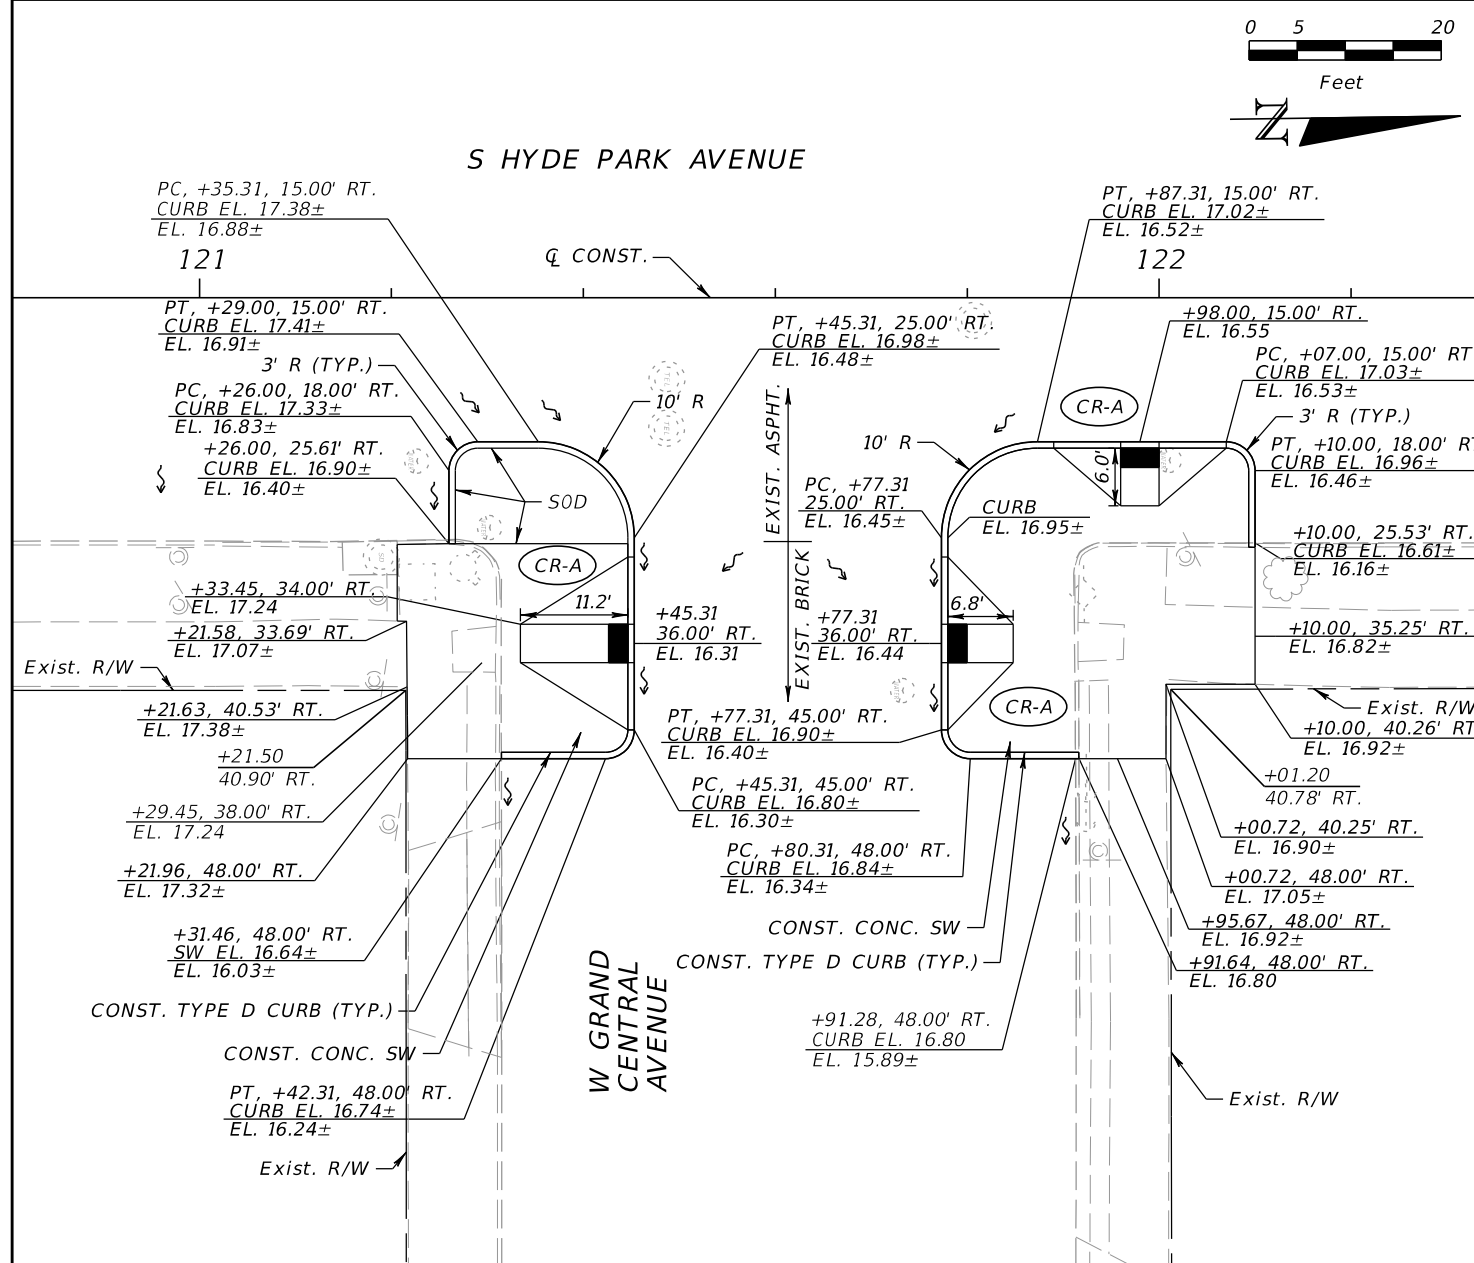 0 5 20
Feet
N
S HYDE PARK AVENUE
PC, +35.31, 15.00' RT.
CURB EL. 17.38±
EL. 16.88±
PT, +87.31, 15.00' RT.
CURB EL. 17.02±
EL. 16.52±
121
℄ CONST.
122
PT, +29.00, 15.00' RT.
CURB EL. 17.41±
EL. 16.91±
3' R (TYP.)
PC, +26.00, 18.00' RT.
CURB EL. 17.33±
EL. 16.83±
+26.00, 25.61' RT.
CURB EL. 16.90±
EL. 16.40±
10' R
SOD
CR-A
PT, +45.31, 25.00' RT.
CURB EL. 16.98±
EL. 16.48±
EXIST. ASPHT.
EXIST. BRICK
+98.00, 15.00' RT.
EL. 16.55
PC, +07.00, 15.00' RT
CURB EL. 17.03±
EL. 16.53±
CR-A
3' R (TYP.)
10' R
6.0'
PT, +10.00, 18.00' RT
CURB EL. 16.96±
EL. 16.46±
PC, +77.31
25.00' RT.
EL. 16.45±
CURB
EL. 16.95±
+10.00, 25.53' RT.
CURB EL. 16.61±
EL. 16.16±
+33.45, 34.00' RT.
EL. 17.24
11.2'
+45.31
36.00' RT.
EL. 16.31
+77.31
36.00' RT.
EL. 16.44
6.8'
+21.58, 33.69' RT.
EL. 17.07±
+10.00, 35.25' RT.
EL. 16.82±
Exist. R/W
+21.63, 40.53' RT.
EL. 17.38±
CR-A
Exist. R/W
+10.00, 40.26' RT.
EL. 16.92±
PT, +77.31, 45.00' RT.
CURB EL. 16.90±
EL. 16.40±
+21.50
40.90' RT.
+01.20
40.78' RT.
PC, +45.31, 45.00' RT.
CURB EL. 16.80±
EL. 16.30±
+29.45, 38.00' RT.
EL. 17.24
+00.72, 40.25' RT.
EL. 16.90±
PC, +80.31, 48.00' RT.
CURB EL. 16.84±
EL. 16.34±
+21.96, 48.00' RT.
EL. 17.32±
+00.72, 48.00' RT.
EL. 17.05±
CONST. CONC. SW
+95.67, 48.00' RT.
EL. 16.92±
+31.46, 48.00' RT.
SW EL. 16.64±
EL. 16.03±
CONST. TYPE D CURB (TYP.)
+91.64, 48.00' RT.
EL. 16.80
CONST. TYPE D CURB (TYP.)
W GRAND
CENTRAL
AVENUE
+91.28, 48.00' RT.
CURB EL. 16.80
EL. 15.89±
CONST. CONC. SW
PT, +42.31, 48.00' RT.
CURB EL. 16.74±
EL. 16.24±
Exist. R/W
Exist. R/W